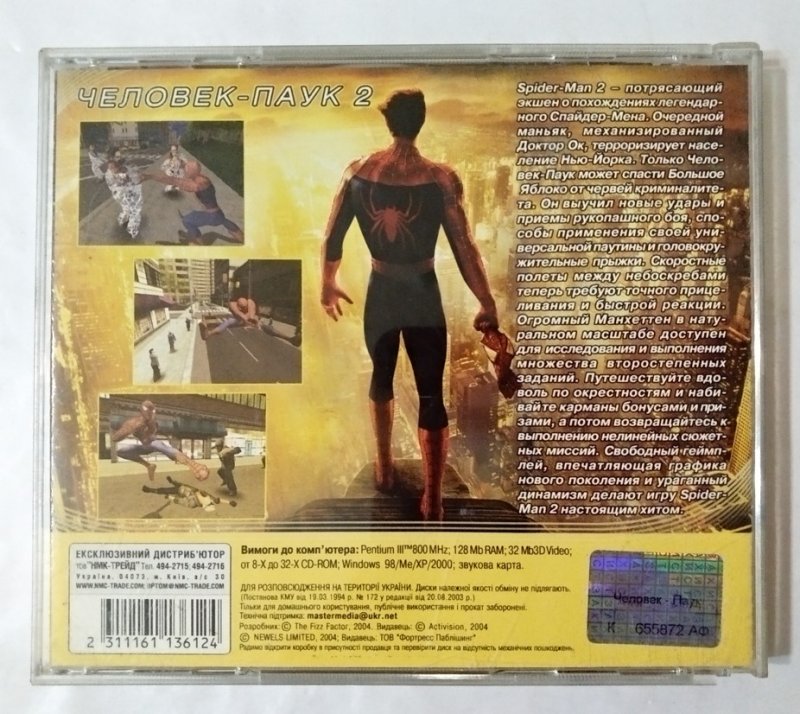 ЧЕЛОВЕК-ПАУК 2
Spider-Man 2 – потрясающий
экшен о похождениях легендар-
ного Спайдер-Мена. Очередной
маньяк, механизированный
Доктор Ок, терроризирует насе-
ление Нью-Йорка. Только Чело-
век-Паук может спасти Большое
Яблоко от червей криминалите-
та. Он выучил новые удары и
приемы рукопашного боя, спо-
собы применения своей уни-
версальной паутины и головокру-
жительные прыжки. Скоростные
полеты между небоскребами
теперь требуют точного прице-
ливания и быстрой реакции.
Огромный Манхеттен в нату-
ральном масштабе доступен
для исследования и выполнения
множества второстепенных
заданий. Путешествуйте вдо-
воль по окрестностям и наби-
вайте карманы бонусами и при-
зами, а потом возвращайтесь к
выполнению нелинейных сюжет-
ных миссий. Свободный геймп-
лей, впечатляющая графика
нового поколения и ураганный
динамизм делают игру Spider-
Man 2 настоящим хитом.
ЕКСКЛЮЗИВНИЙ ДИСТРИБ'ЮТОР
ТОВ "НМК-ТРЕЙД" Тел. 494-2715; 494-2716
Україна, 04073, м. Київ, а/с 30
WWW.NMC-TRADE.COM; OPTOM@NMC-TRADE.COM
2 311161 136124
Вимоги до комп'ютера: Pentium III™800 MHz; 128 Mb RAM; 32 Mb3D Video;
от 8-X до 32-X CD-ROM; Windows 98/Me/XP/2000; звукова карта.
ДЛЯ РОЗПОВСЮДЖЕННЯ НА ТЕРИТОРІЇ УКРАЇНИ. Диски належної якості обміну не підлягають.
(Постанова КМУ від 19.03.1994 р. № 172 у редакції від 20.08.2003 р.)
Тільки для домашнього користування, публічне використання і прокат заборонені.
Технічна підтримка: mastermedia@ukr.net
Розробник: © The Fizz Factor, 2004. Видавець: © Activision, 2004
© NEWELS LIMITED, 2004; Видавець: ТОВ "Фортресс Паблішинг"
Радимо відкрити коробку в присутності продавця та перевірити диск на відсутність механічних пошкоджень.
Человек - Паук
К 655872 АФ